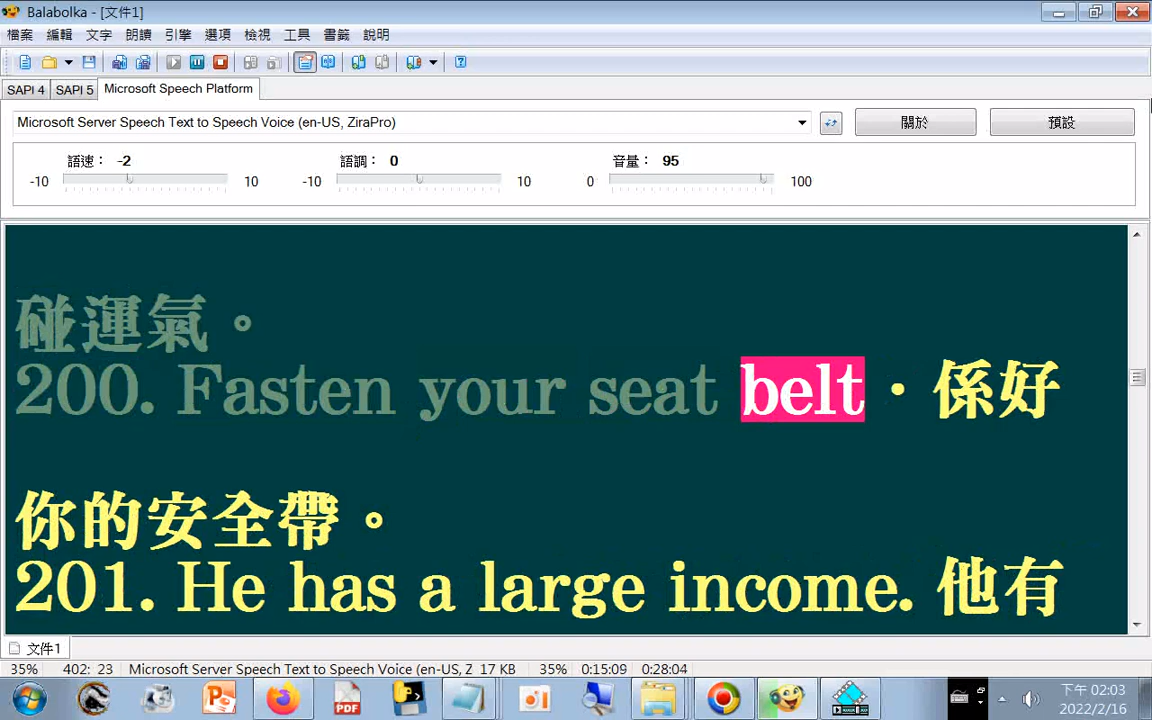 Balabolka - [文件1]
檔案 編輯 文字 朗讀 引擎 選項 檢視 工具 書籤 說明
SAPI 4 SAPI 5 Microsoft Speech Platform
Microsoft Server Speech Text to Speech Voice (en-US, ZiraPro) 關於 預設
語速： -2 語調： 0 音量： 95
-10 10 -10 10 0 100
碰運氣。
200. Fasten your seat belt．係好
你的安全帶。
201. He has a large income. 他有
文件1
35% 402: 23 Microsoft Server Speech Text to Speech Voice (en-US, Z 17 KB 35% 0:15:09 0:28:04
下午 02:03
2022/2/16